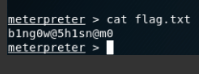 meterpreter > cat flag.txt
b1ng0w@5h1sn@m0
meterpreter >